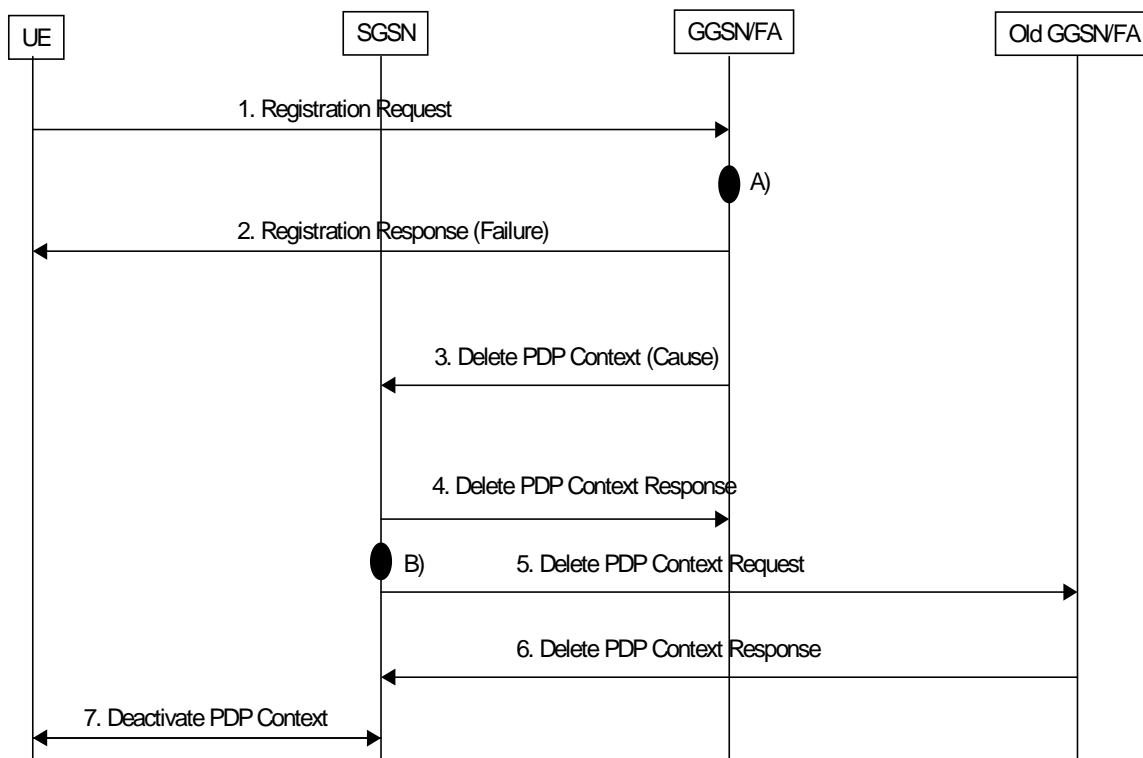 UE
SGSN
GGSN/FA
Old GGSN/FA
1. Registration Request
A)
2. Registration Response (Failure)
3. Delete PDP Context (Cause)
4. Delete PDP Context Response
B)
5. Delete PDP Context Request
6. Delete PDP Context Response
7. Deactivate PDP Context